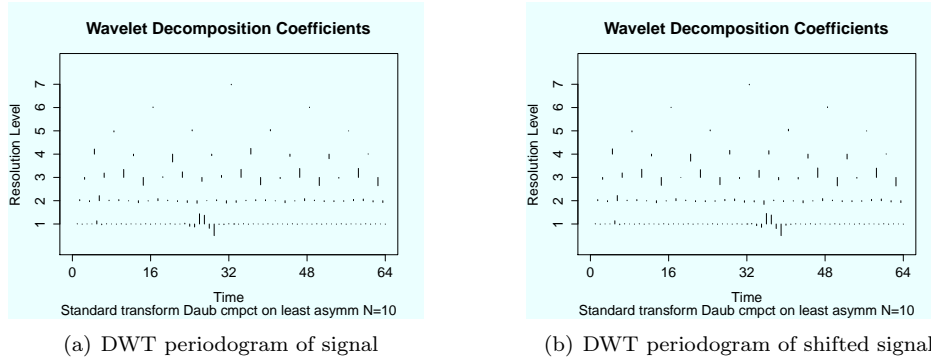 Wavelet Decomposition Coefficients
Resolution Level
7
6
5
4
3
2
1
0 16 32 48 64
Time
Standard transform Daub cmpct on least asymm N=10
(a) DWT periodogram of signal
Wavelet Decomposition Coefficients
Resolution Level
7
6
5
4
3
2
1
0 16 32 48 64
Time
Standard transform Daub cmpct on least asymm N=10
(b) DWT periodogram of shifted signal